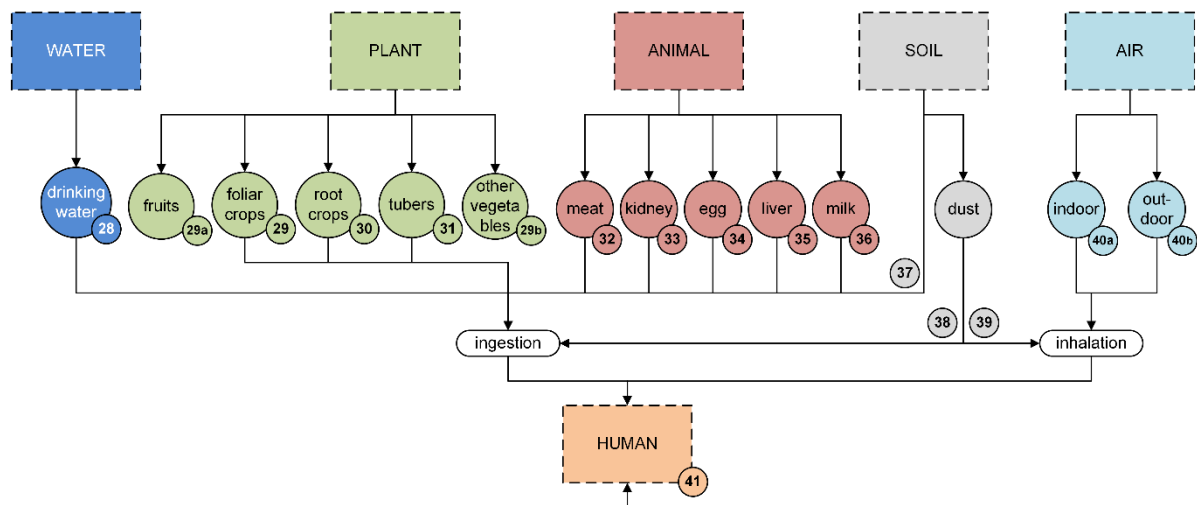 WATER
PLANT
ANIMAL
SOIL
AIR
drinking
water
28
fruits
29a
foliar
crops
29
root
crops
30
tubers
31
other
vegeta
bles
29b
meat
32
kidney
33
egg
34
liver
35
milk
36
dust
indoor
40a
out-
door
40b
37
38
39
ingestion
inhalation
HUMAN
41